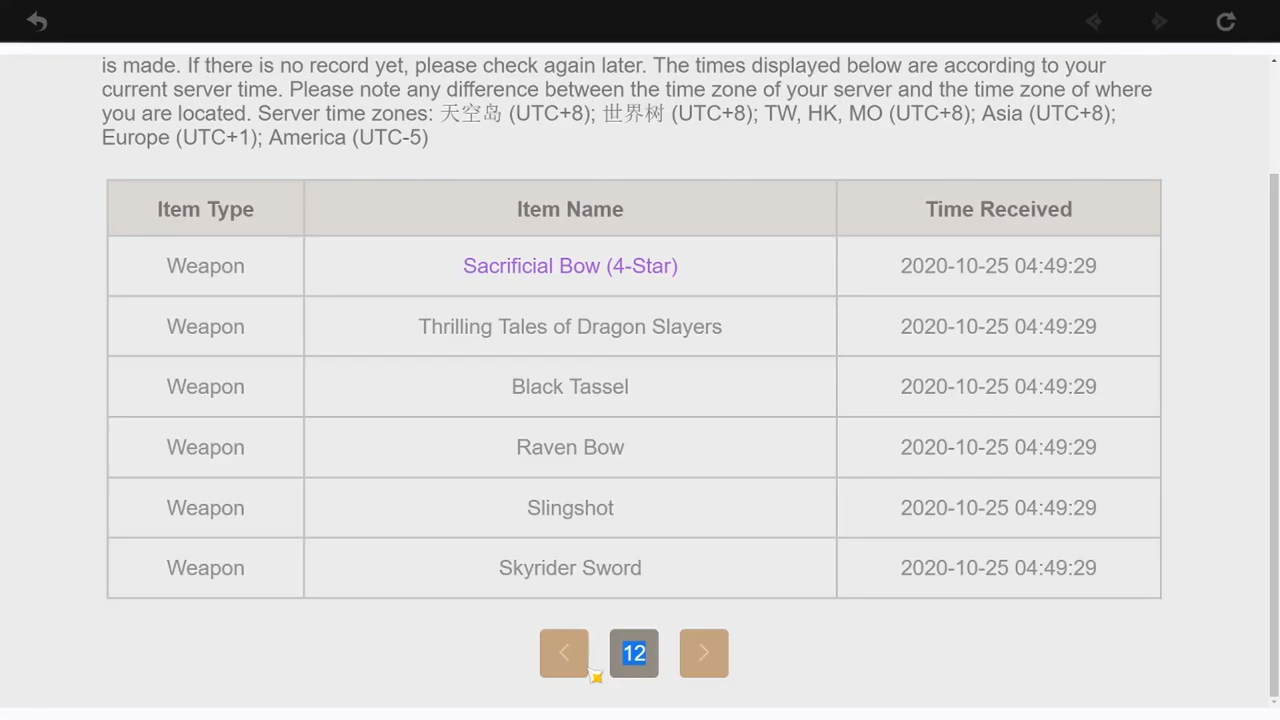 is made. If there is no record yet, please check again later. The times displayed below are according to your
current server time. Please note any difference between the time zone of your server and the time zone of where
you are located. Server time zones: 天空岛 (UTC+8); 世界树 (UTC+8); TW, HK, MO (UTC+8); Asia (UTC+8);
Europe (UTC+1); America (UTC-5)
Item Type Item Name Time Received
Weapon Sacrificial Bow (4-Star) 2020-10-25 04:49:29
Weapon Thrilling Tales of Dragon Slayers 2020-10-25 04:49:29
Weapon Black Tassel 2020-10-25 04:49:29
Weapon Raven Bow 2020-10-25 04:49:29
Weapon Slingshot 2020-10-25 04:49:29
Weapon Skyrider Sword 2020-10-25 04:49:29
12